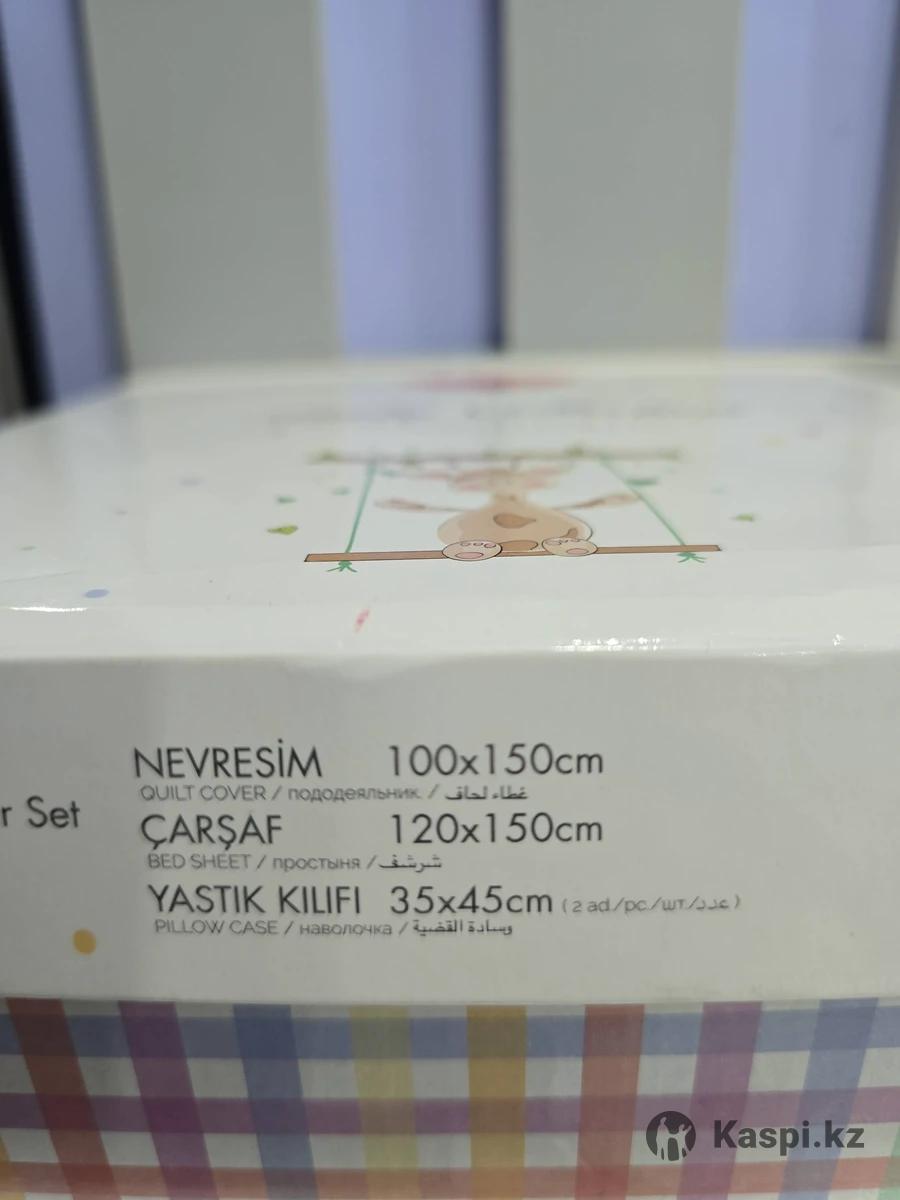 NEVRESİM 100x150cm
QUILT COVER / пододеяльник / غطاء لحاف
r Set
ÇARŞAF 120x150cm
BED SHEET / простыня / شرشف
YASTIK KILIFI 35x45cm (2 ad./pc./шт./عدد)
PILLOW CASE / наволочка / وسادة القضية
Kaspi.kz